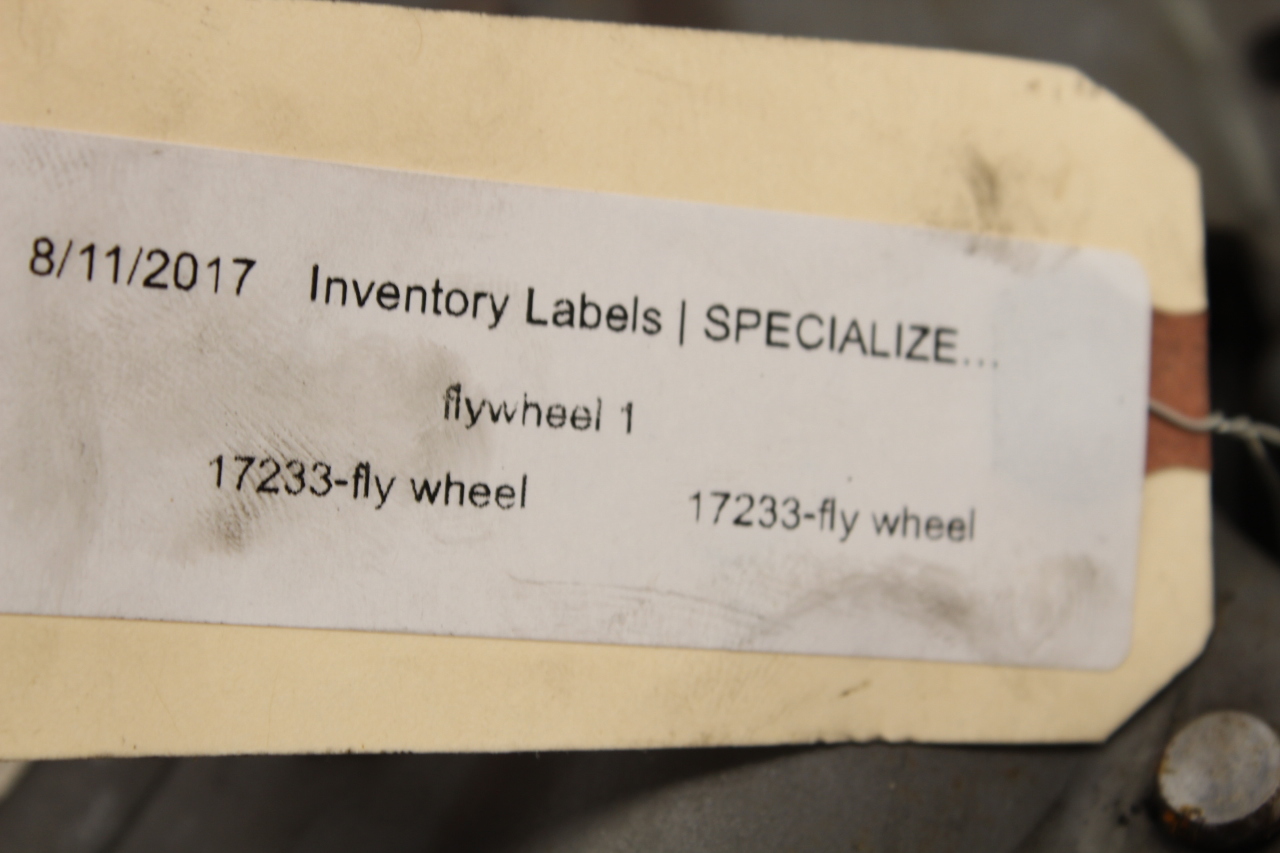 8/11/2017 Inventory Labels | SPECIALIZE...
flywheel 1
17233-fly wheel 17233-fly wheel